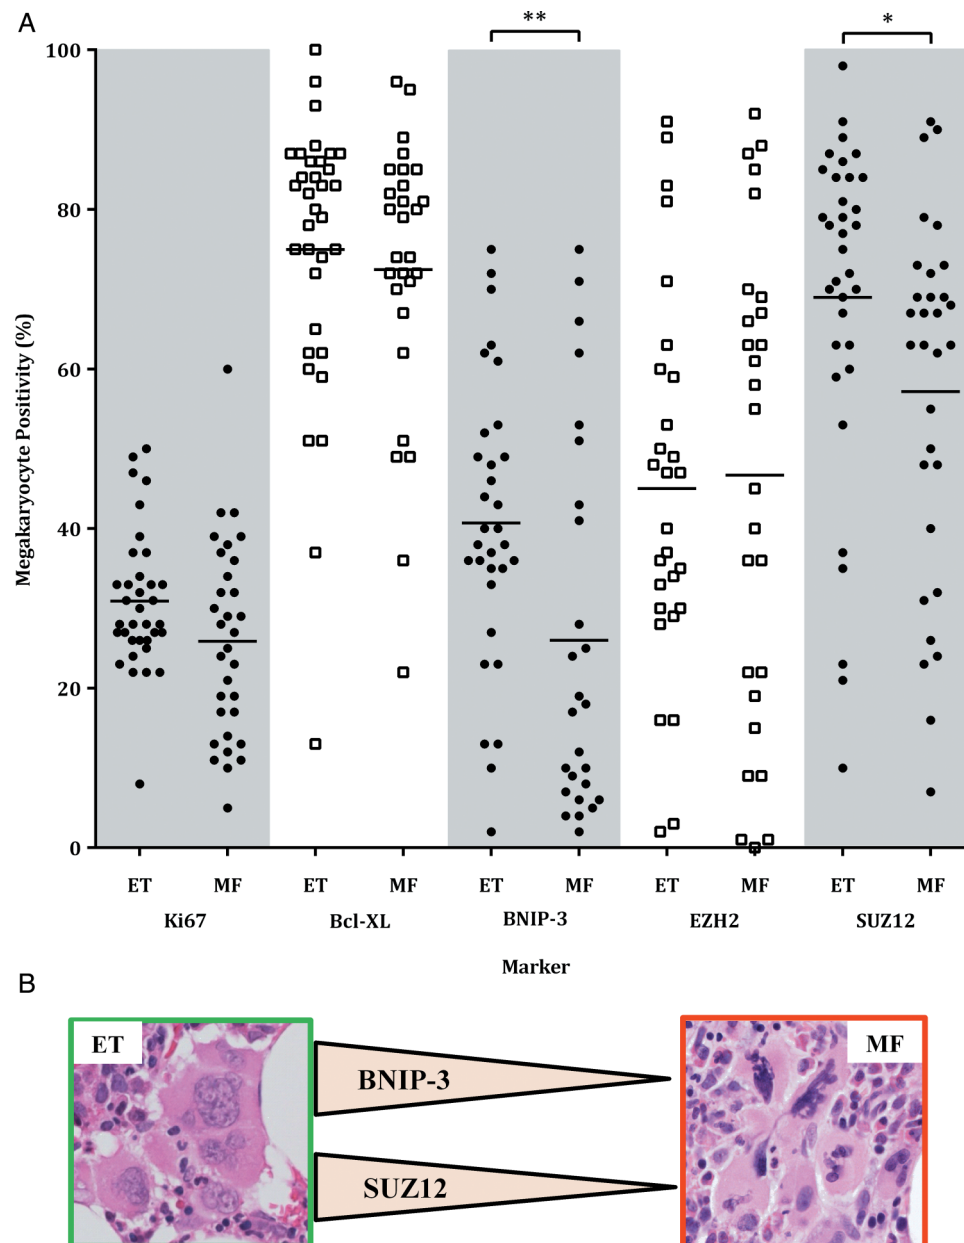 A
** *
100
80
60
40
20
0
Megakaryocyte Positivity (%)
ET MF ET MF ET MF ET MF ET MF
Ki67 Bcl-XL BNIP-3 EZH2 SUZ12
Marker
B
ET BNIP-3 MF
SUZ12